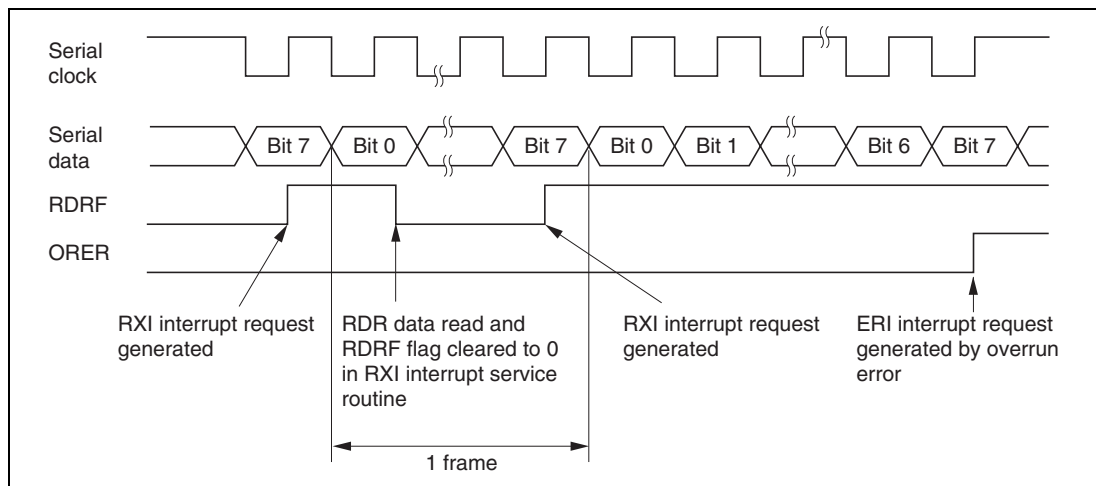 Serial
clock
Serial
data
Bit 7
Bit 0
Bit 7
Bit 0
Bit 1
Bit 6
Bit 7
RDRF
ORER
RXI interrupt request
generated
RDR data read and
RDRF flag cleared to 0
in RXI interrupt service
routine
RXI interrupt request
generated
ERI interrupt request
generated by overrun
error
1 frame